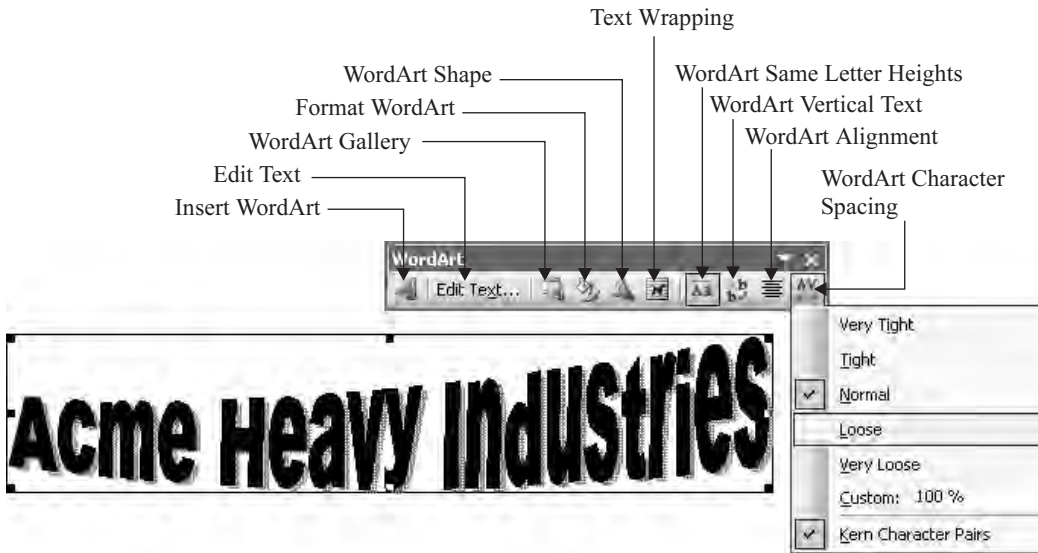 Text Wrapping
WordArt Shape
WordArt Same Letter Heights
Format WordArt
WordArt Vertical Text
WordArt Gallery
WordArt Alignment
Edit Text
WordArt Character
Spacing
Insert WordArt
WordArt
Edit Text...
Aa
AV
Very Tight
Tight
Normal
Loose
Very Loose
Custom: 100 %
Kern Character Pairs
Acme Heavy Industries